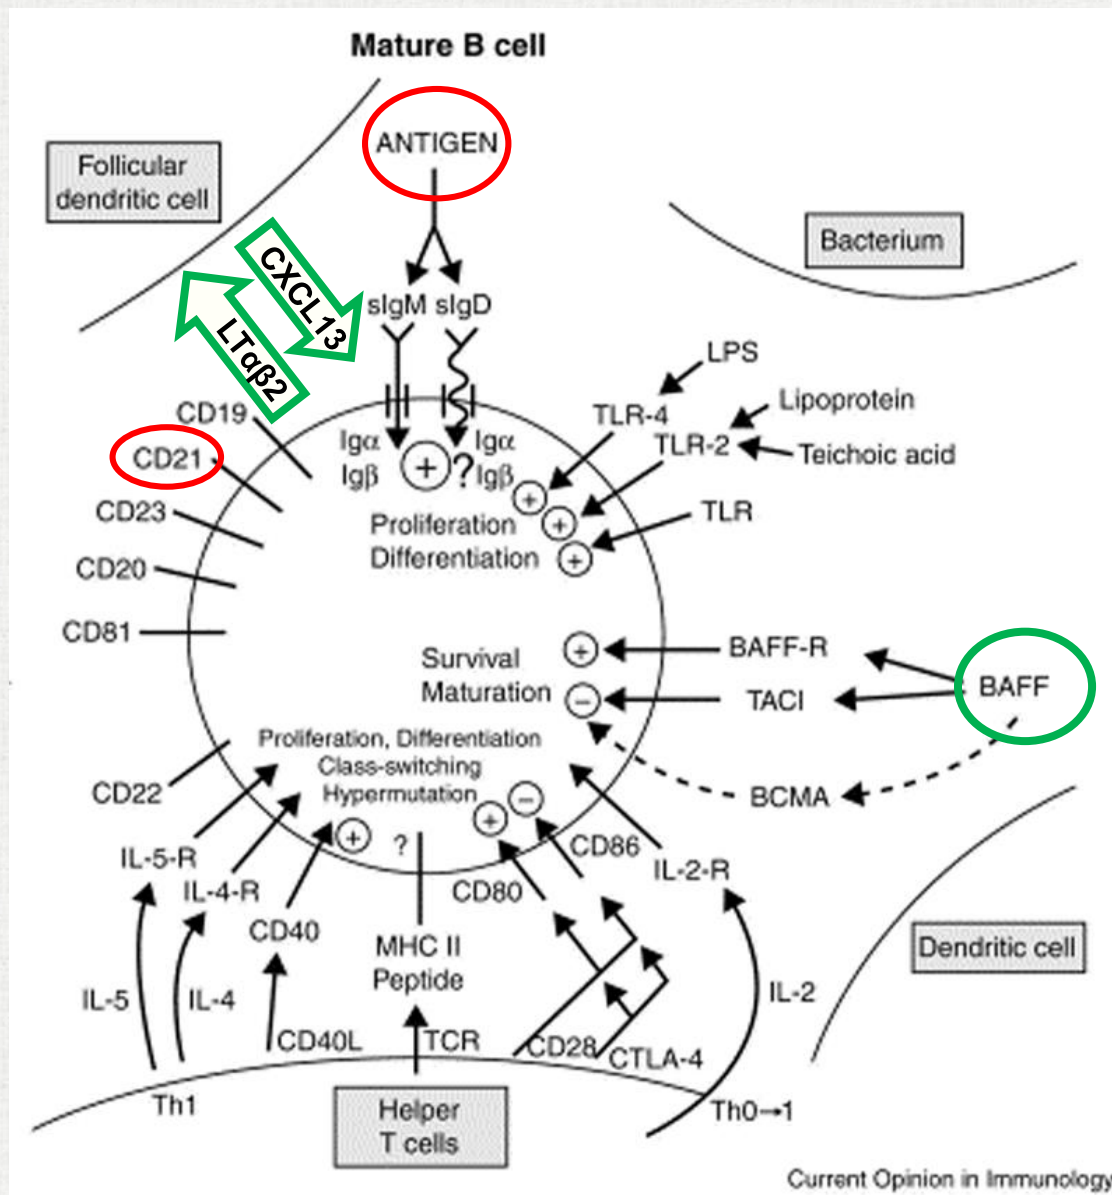 Mature B cell
ANTIGEN
Follicular
dendritic cell
Bacterium
CXCL13
LTαβ2
sIgM sIgD
LPS
Lipoprotein
TLR-4
TLR-2
Teichoic acid
CD19
Igα
Igβ
+
?
Igα
Igβ
CD21
+
+
+
TLR
CD23
Proliferation
Differentiation
CD20
CD81
Survival
Maturation
+
−
BAFF-R
TACI
BAFF
BCMA
Proliferation, Differentiation
Class-switching
Hypermutation
CD22
+
?
+
−
IL-5-R
IL-4-R
CD40
CD80
CD86
IL-2-R
MHC II
Peptide
Dendritic cell
IL-5
IL-4
IL-2
CD40L
TCR
CD28
CTLA-4
Th1
Th0→1
Helper
T cells
Current Opinion in Immunology